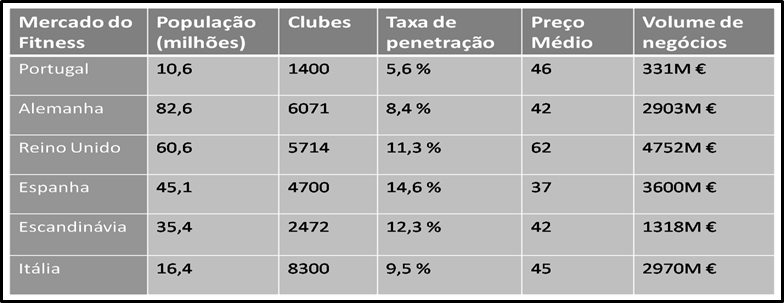 Mercado do Fitness População (milhões) Clubes Taxa de penetração Preço Médio Volume de negócios
Portugal 10,6 1400 5,6 % 46 331M €
Alemanha 82,6 6071 8,4 % 42 2903M €
Reino Unido 60,6 5714 11,3 % 62 4752M €
Espanha 45,1 4700 14,6 % 37 3600M €
Escandinávia 35,4 2472 12,3 % 42 1318M €
Itália 16,4 8300 9,5 % 45 2970M €